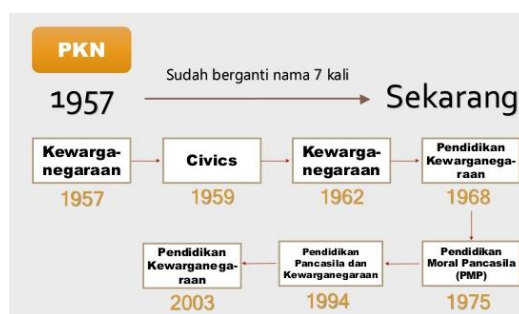 PKN
Sudah berganti nama 7 kali
1957
Sekarang
Kewarga-
negaraan
1957
Civics
1959
Kewarga-
negaraan
1962
Pendidikan
Kewarganega-
raan
1968
Pendidikan
Moral Pancasila
(PMP)
1975
Pendidikan
Pancasila dan
Kewarganegaraan
1994
Pendidikan
Kewarganega-
raan
2003